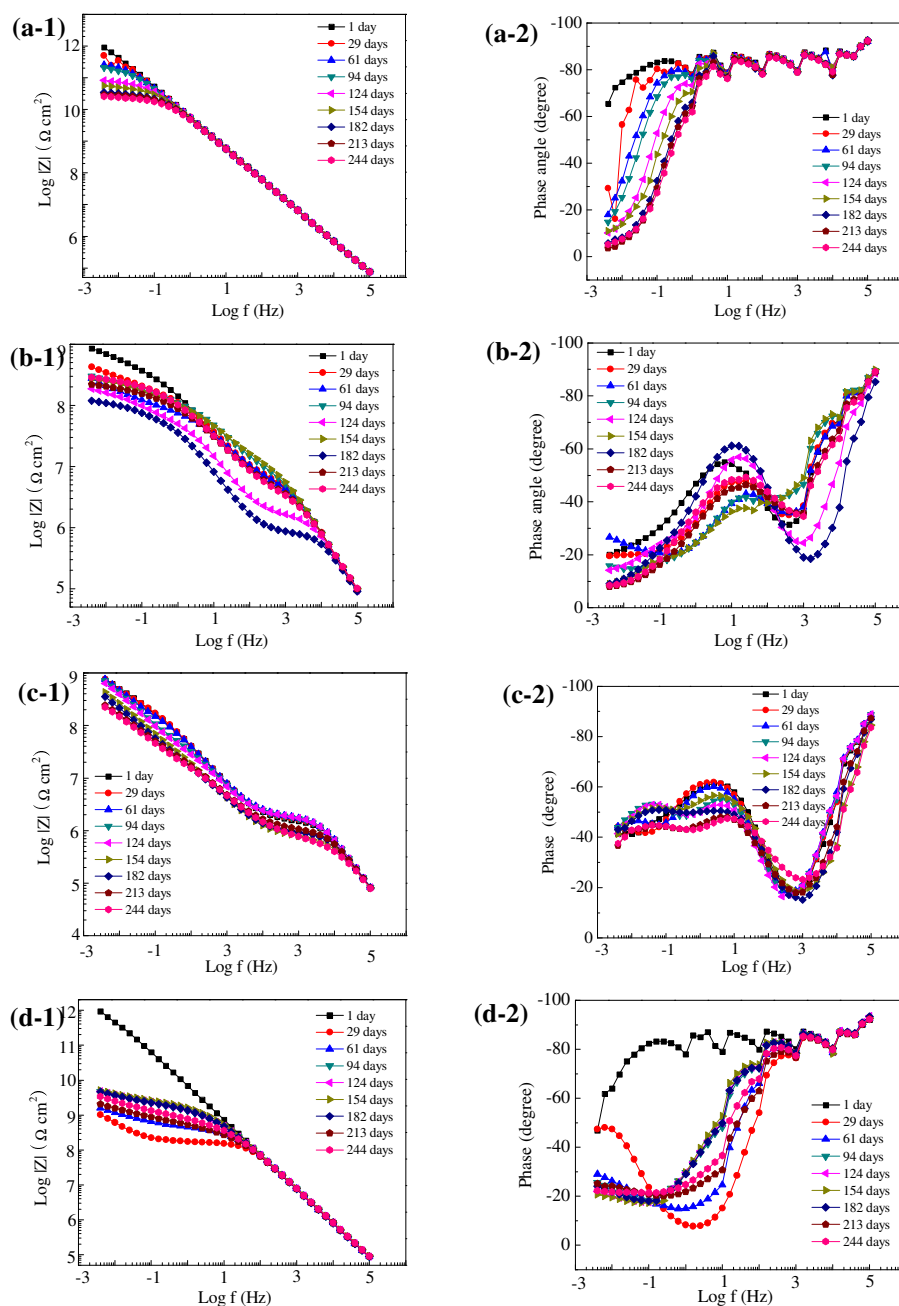 (a-1)
12
10
8
6
Log |Z| ( Ω cm²)
-3 -1 1 3 5
Log f (Hz)
1 day
29 days
61 days
94 days
124 days
154 days
182 days
213 days
244 days
(a-2)
-100
-80
-60
-40
-20
0
Phase angle (degree)
-3 -1 1 3 5
Log f (Hz)
1 day
29 days
61 days
94 days
124 days
154 days
182 days
213 days
244 days
(b-1)
9
8
7
6
5
Log |Z| ( Ω cm²)
-3 -1 1 3 5
Log f (Hz)
1 day
29 days
61 days
94 days
124 days
154 days
182 days
213 days
244 days
(b-2)
-100
-80
-60
-40
-20
0
Phase angle (degree)
-3 -1 1 3 5
Log f (Hz)
1 day
29 days
61 days
94 days
124 days
154 days
182 days
213 days
244 days
(c-1)
9
8
7
6
5
4
Log |Z| ( Ω cm²)
-3 -1 1 3 5
Log f (Hz)
1 day
29 days
61 days
94 days
124 days
154 days
182 days
213 days
244 days
(c-2)
-100
-80
-60
-40
-20
0
Phase (degree)
-3 -1 1 3 5
Log f (Hz)
1 day
29 days
61 days
94 days
124 days
154 days
182 days
213 days
244 days
(d-1)
12
11
10
9
8
7
6
5
Log |Z| ( Ω cm²)
-3 -1 1 3 5
Log f (Hz)
1 day
29 days
61 days
94 days
124 days
154 days
182 days
213 days
244 days
(d-2)
-100
-80
-60
-40
-20
0
Phase (degree)
-3 -1 1 3 5
Log f (Hz)
1 day
29 days
61 days
94 days
124 days
154 days
182 days
213 days
244 days